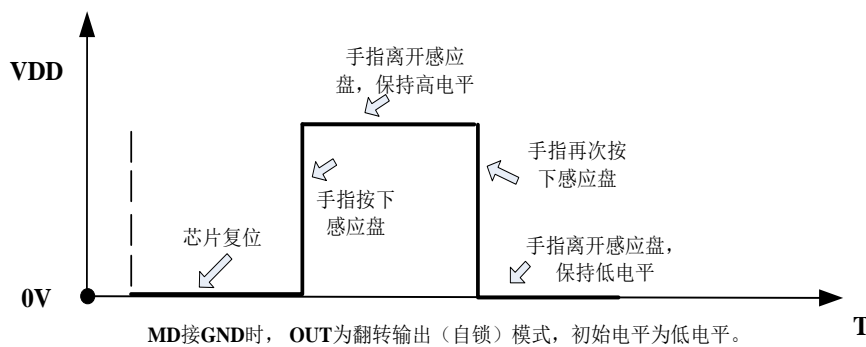 VDD
手指离开感应
盘，保持高电平
手指再次按
下感应盘
手指按下
感应盘
芯片复位
手指离开感应盘，
保持低电平
0V
T
MD接GND时， OUT为翻转输出（自锁）模式，初始电平为低电平。